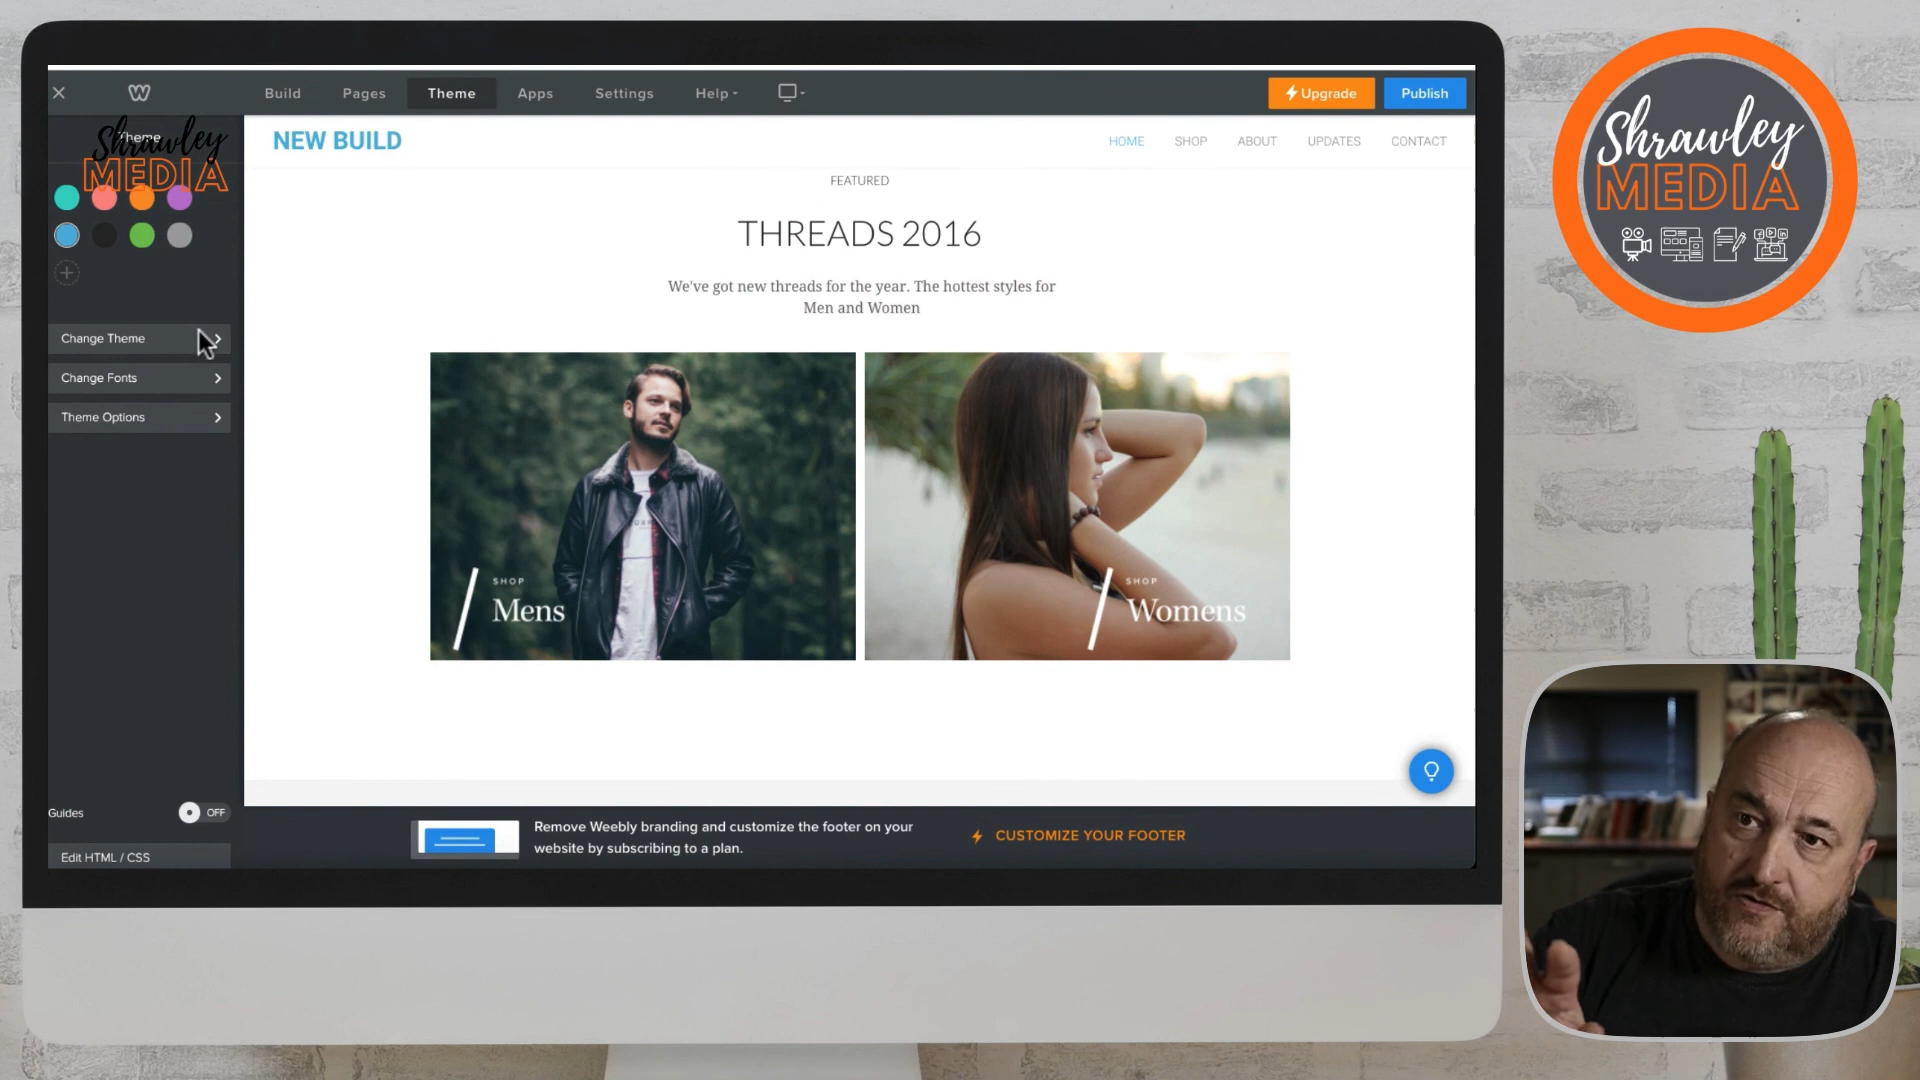 Build Pages Theme Apps Settings Help
Upgrade Publish
Theme
Shrawley
MEDIA
NEW BUILD
HOME SHOP ABOUT UPDATES CONTACT
FEATURED
THREADS 2016
We've got new threads for the year. The hottest styles for
Men and Women
Change Theme
Change Fonts
Theme Options
SHOP
Mens
SHOP
Womens
Guides OFF
Edit HTML / CSS
Remove Weebly branding and customize the footer on your
website by subscribing to a plan.
CUSTOMIZE YOUR FOOTER
Shrawley
MEDIA